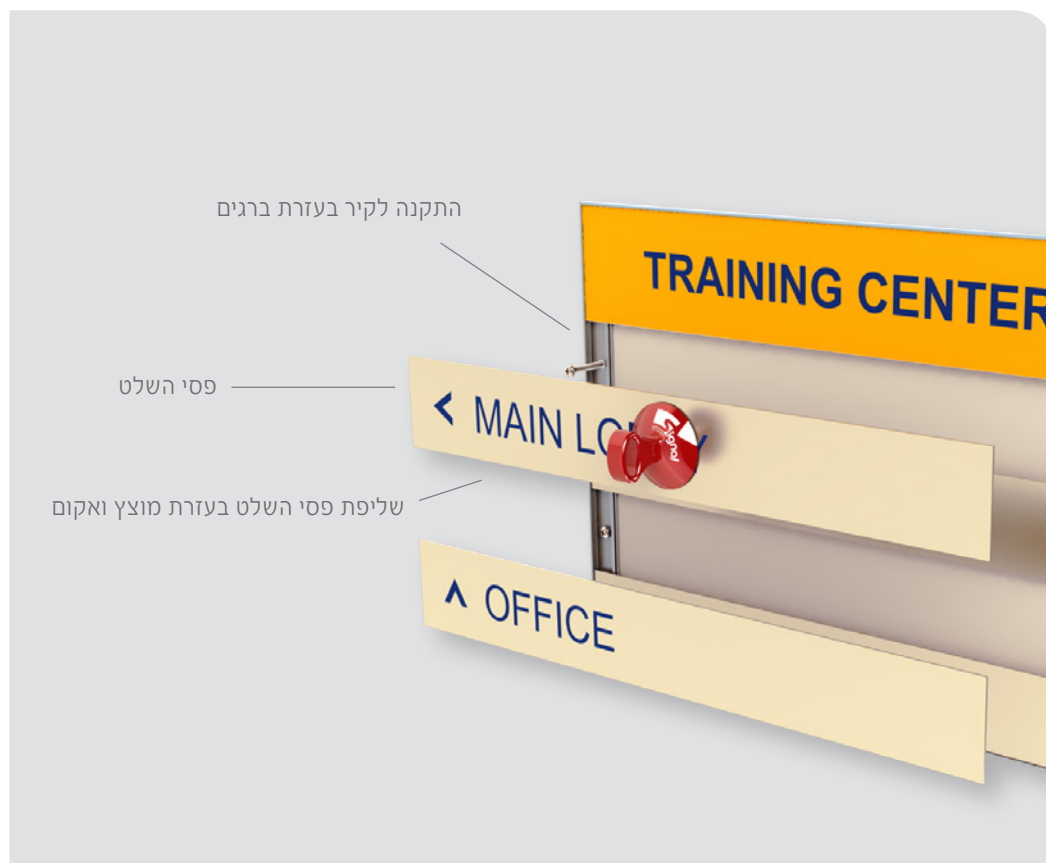 התקנה לקיר בעזרת ברגים
TRAINING CENTER
פסי השלט
< MAIN LO
שליפת פסי השלט בעזרת מוצץ ואקום
^ OFFICE